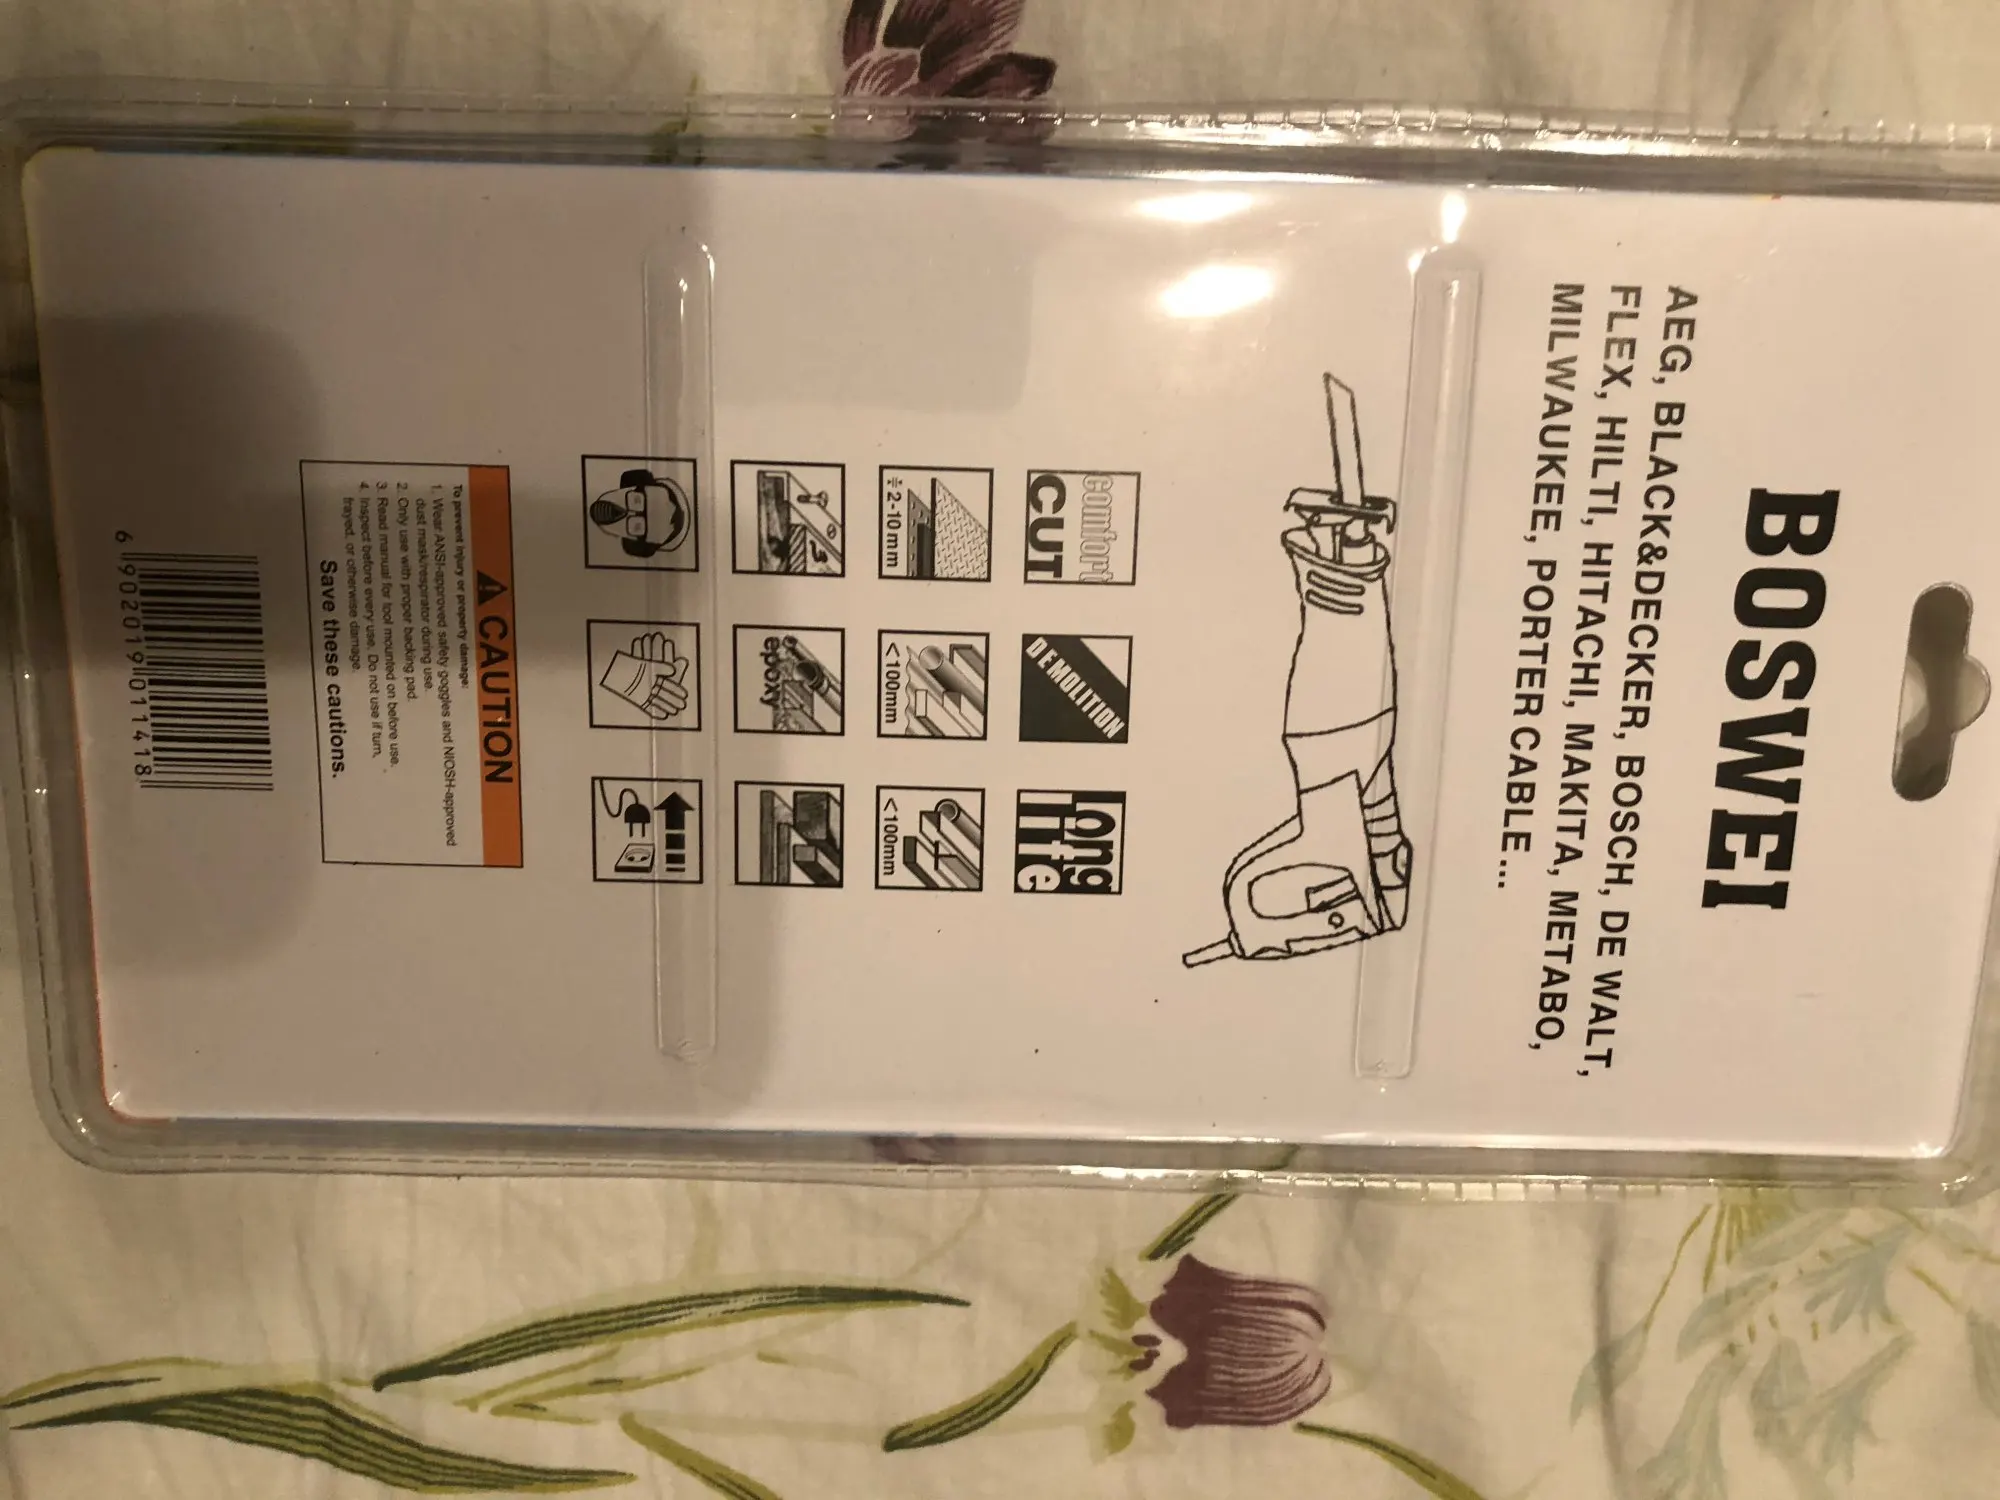 BOSWEI
AEG, BLACK&DECKER, BOSCH, DE WALT,
FLEX, HILTI, HITACHI, MAKITA, METABO,
MILWAUKEE, PORTER CABLE...
comfort
CUT
DEMOLITION
long
life
2-10mm
<100mm
<100mm
epoxy
CAUTION
To prevent injury or property damage:
1. Wear ANSI-approved safety goggles and NIOSH-approved
dust mask/respirator during use.
2. Only use with proper backing pad.
3. Read manual for tool mounted on before use.
4. Inspect before every use. Do not use if turn,
frayed, or otherwise damage.
Save these cautions.
6 902019 011418